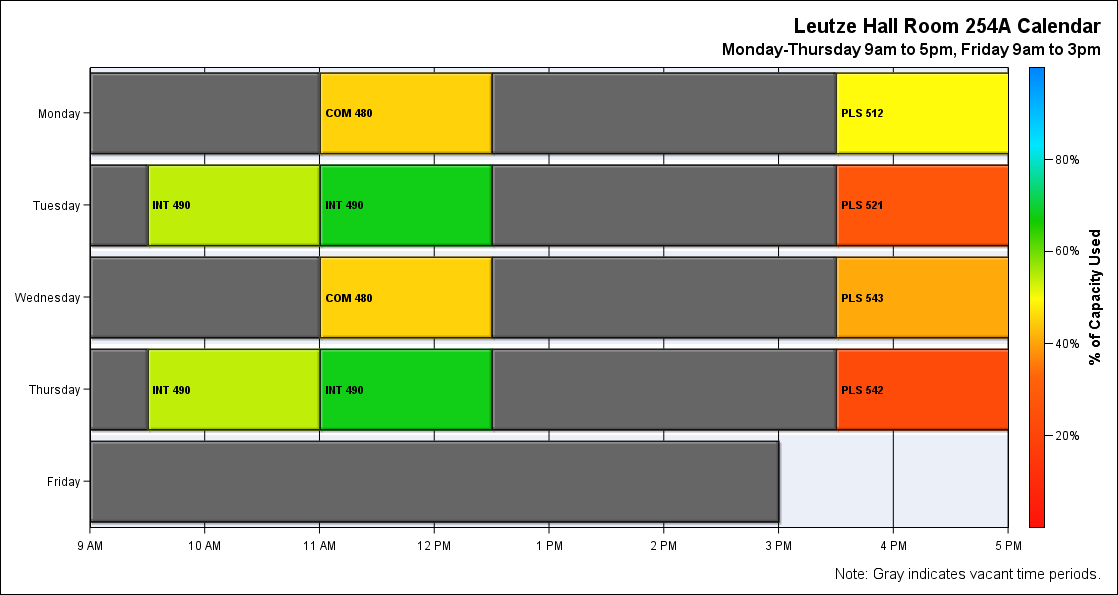 Leutze Hall Room 254A Calendar
Monday-Thursday 9am to 5pm, Friday 9am to 3pm
Monday
COM 480
PLS 512
Tuesday
INT 490
INT 490
PLS 521
Wednesday
COM 480
PLS 543
Thursday
INT 490
INT 490
PLS 542
Friday
9 AM
10 AM
11 AM
12 PM
1 PM
2 PM
3 PM
4 PM
5 PM
80%
60%
40%
20%
% of Capacity Used
Note: Gray indicates vacant time periods.